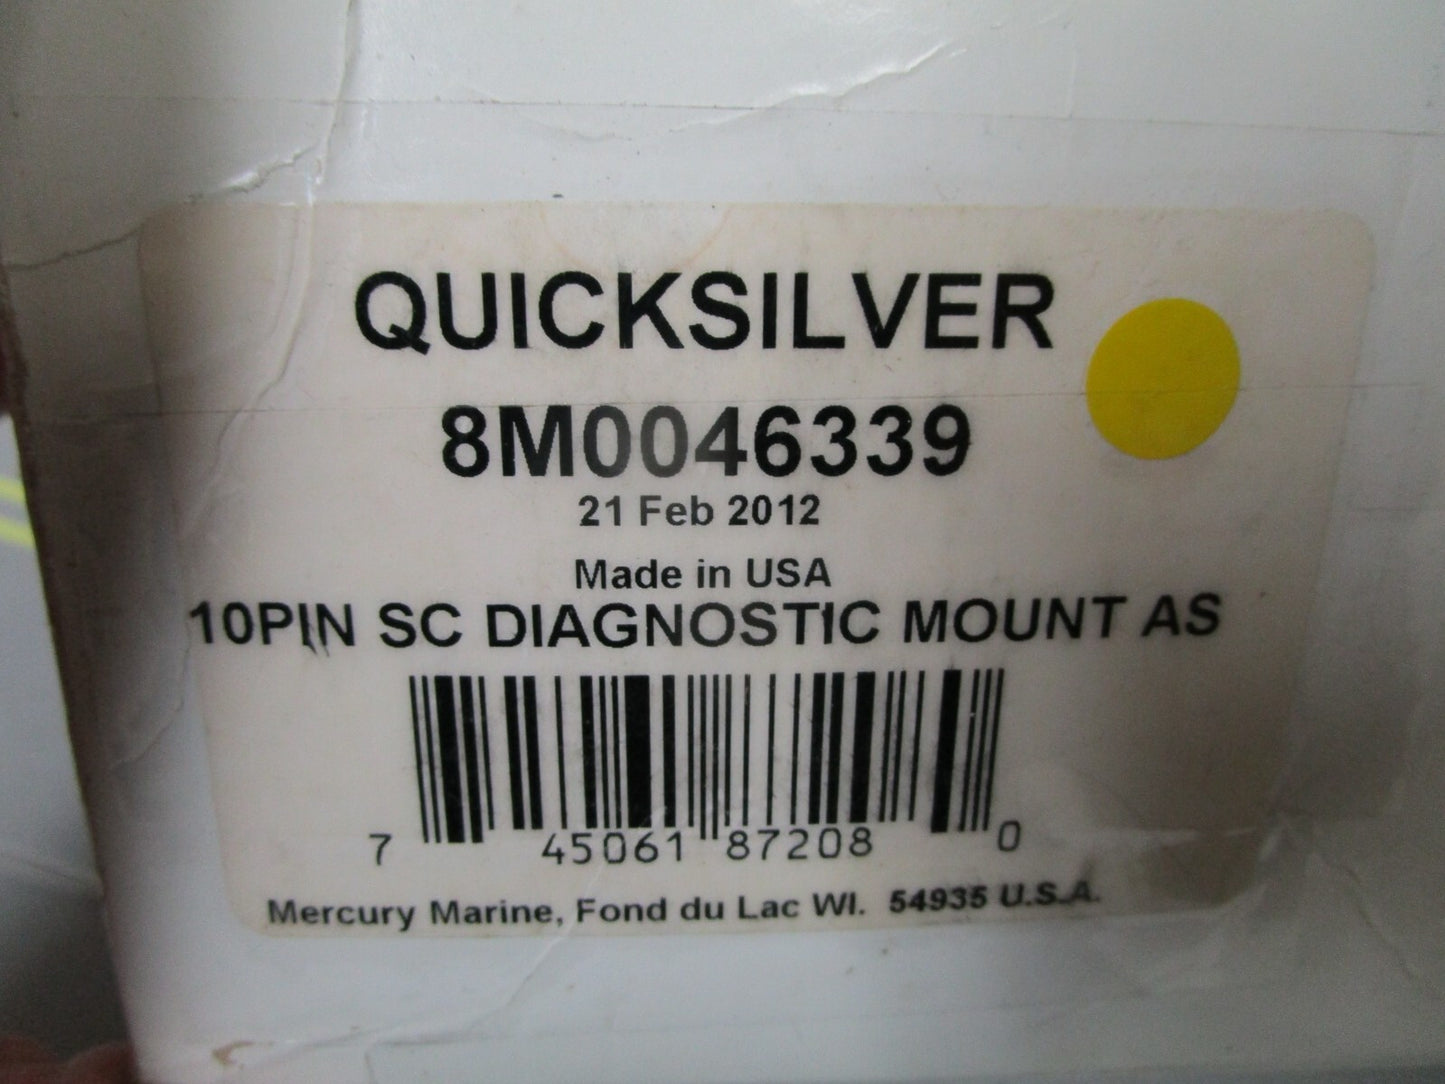 QUICKSILVER
8M0046339
21 Feb 2012
Made in USA
10PIN SC DIAGNOSTIC MOUNT AS
7 45061 87208 0
Mercury Marine, Fond du Lac WI. 54935 U.S.A.